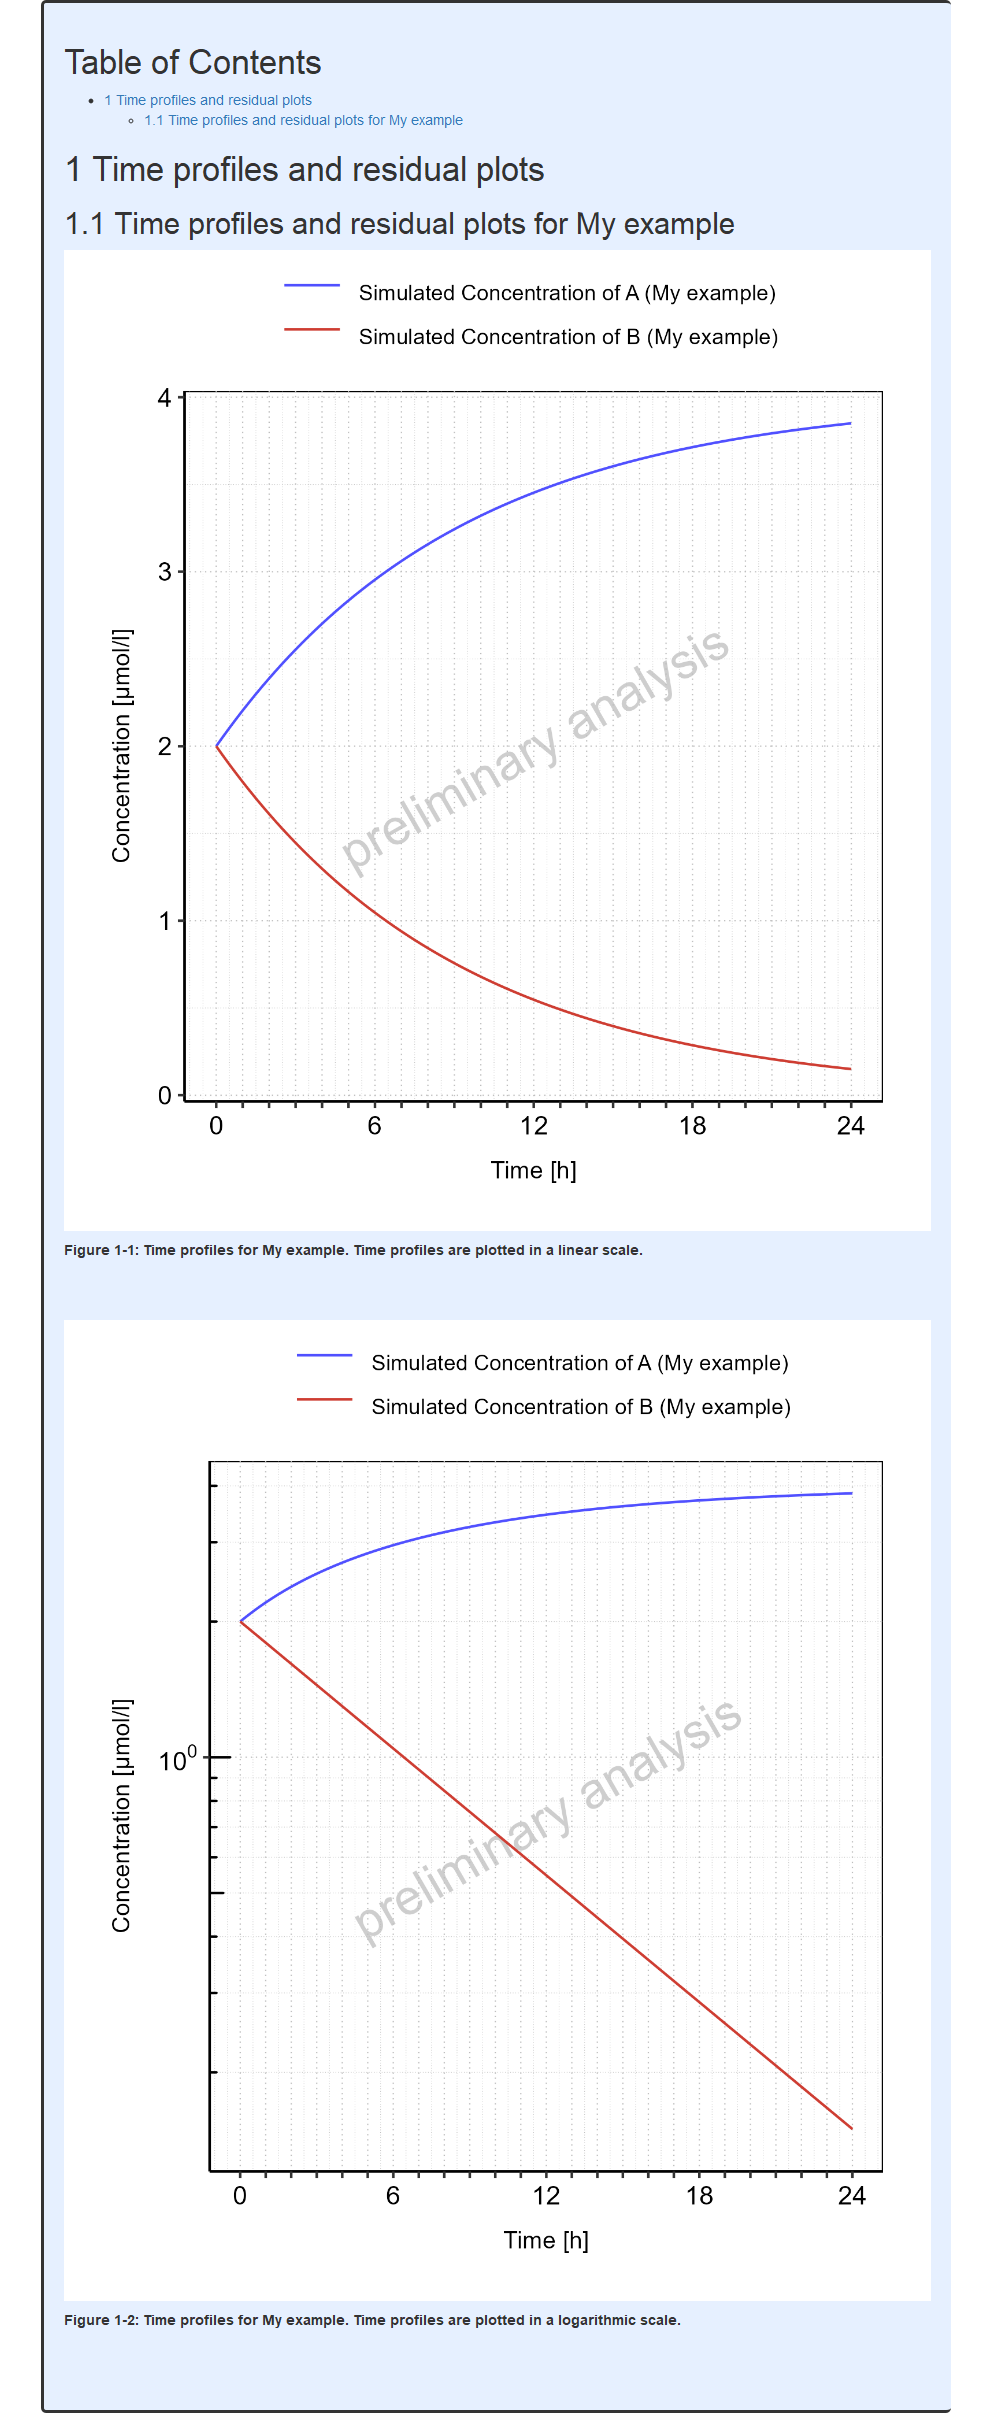 Table of Contents
1 Time profiles and residual plots
1.1 Time profiles and residual plots for My example
1 Time profiles and residual plots
1.1 Time profiles and residual plots for My example
Simulated Concentration of A (My example)
Simulated Concentration of B (My example)
4
3
2
1
0
Concentration [µmol/l]
preliminary analysis
0 6 12 18 24
Time [h]
Figure 1-1: Time profiles for My example. Time profiles are plotted in a linear scale.
Simulated Concentration of A (My example)
Simulated Concentration of B (My example)
10⁰
Concentration [µmol/l]
preliminary analysis
0 6 12 18 24
Time [h]
Figure 1-2: Time profiles for My example. Time profiles are plotted in a logarithmic scale.